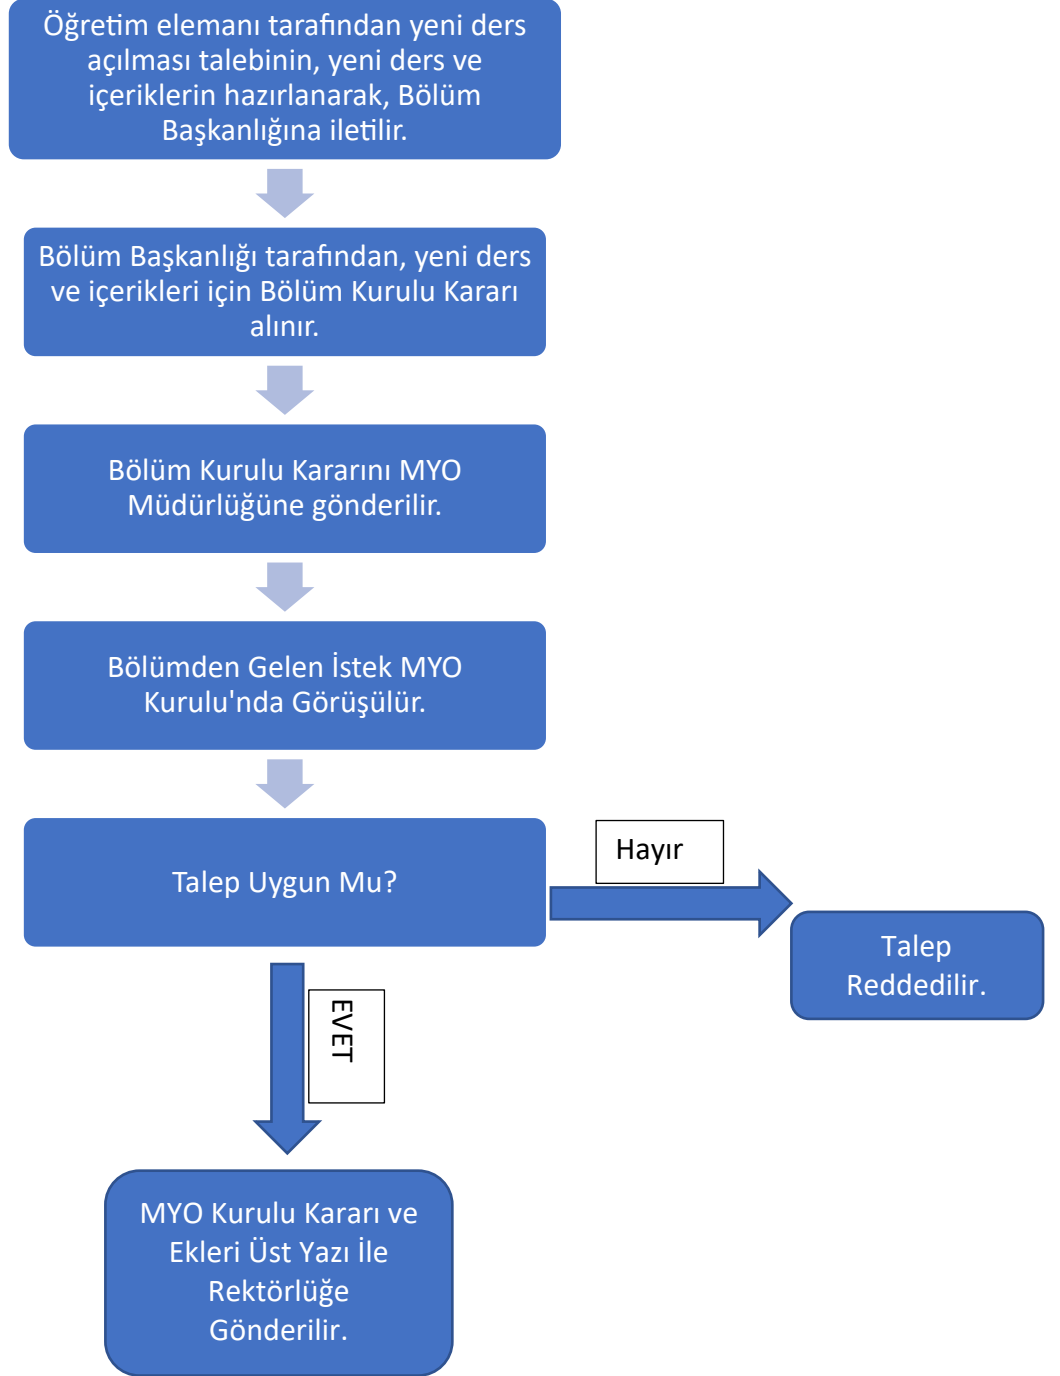 Öğretim elemanı tarafından yeni ders
açılması talebinin, yeni ders ve
içeriklerin hazırlanarak, Bölüm
Başkanlığına iletilir.
Bölüm Başkanlığı tarafından, yeni ders
ve içerikleri için Bölüm Kurulu Kararı
alınır.
Bölüm Kurulu Kararını MYO
Müdürlüğüne gönderilir.
Bölümden Gelen İstek MYO
Kurulu'nda Görüşülür.
Talep Uygun Mu?
Hayır
Talep
Reddedilir.
EVET
MYO Kurulu Kararı ve
Ekleri Üst Yazı İle
Rektörlüğe
Gönderilir.